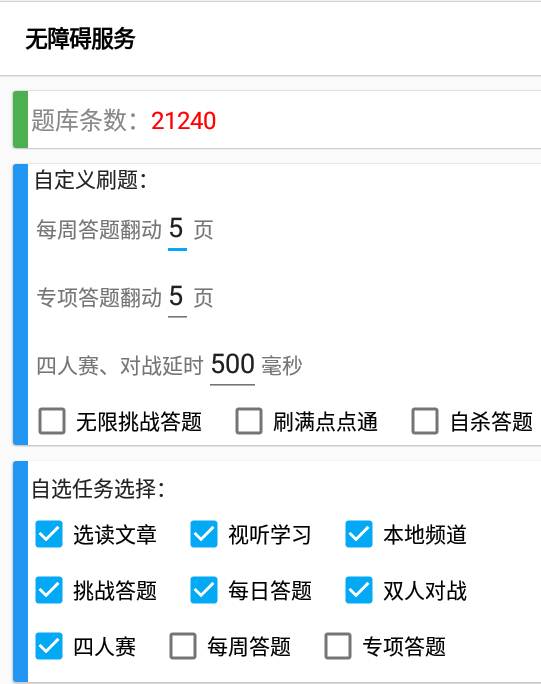 无障碍服务
题库条数：21240
自定义刷题：
每周答题翻动 5 页
专项答题翻动 5 页
四人赛、对战延时 500 毫秒
无限挑战答题 刷满点点通 自杀答题
自选任务选择：
选读文章 视听学习 本地频道
挑战答题 每日答题 双人对战
四人赛 每周答题 专项答题